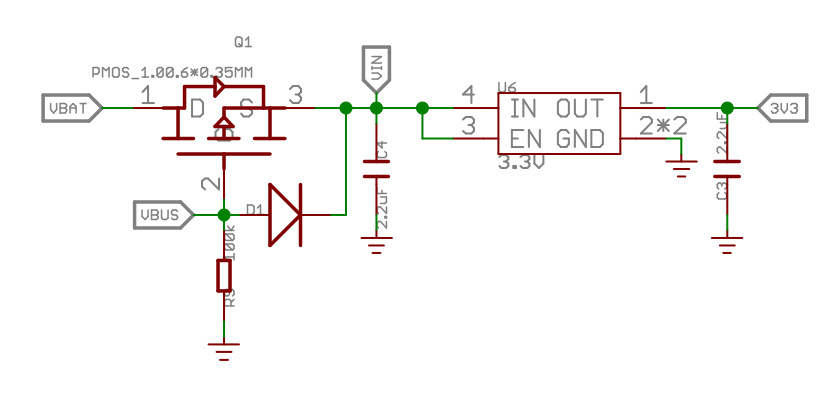 Q1
PMOS_1.00.6*0.35MM
VBAT
1
D
S
3
VIN
4
U6
IN
OUT
1
3V3
3
EN
GND
2*2
3.3V
C4
2.2uF
2.2uF
C3
2
VBUS
D1
100k